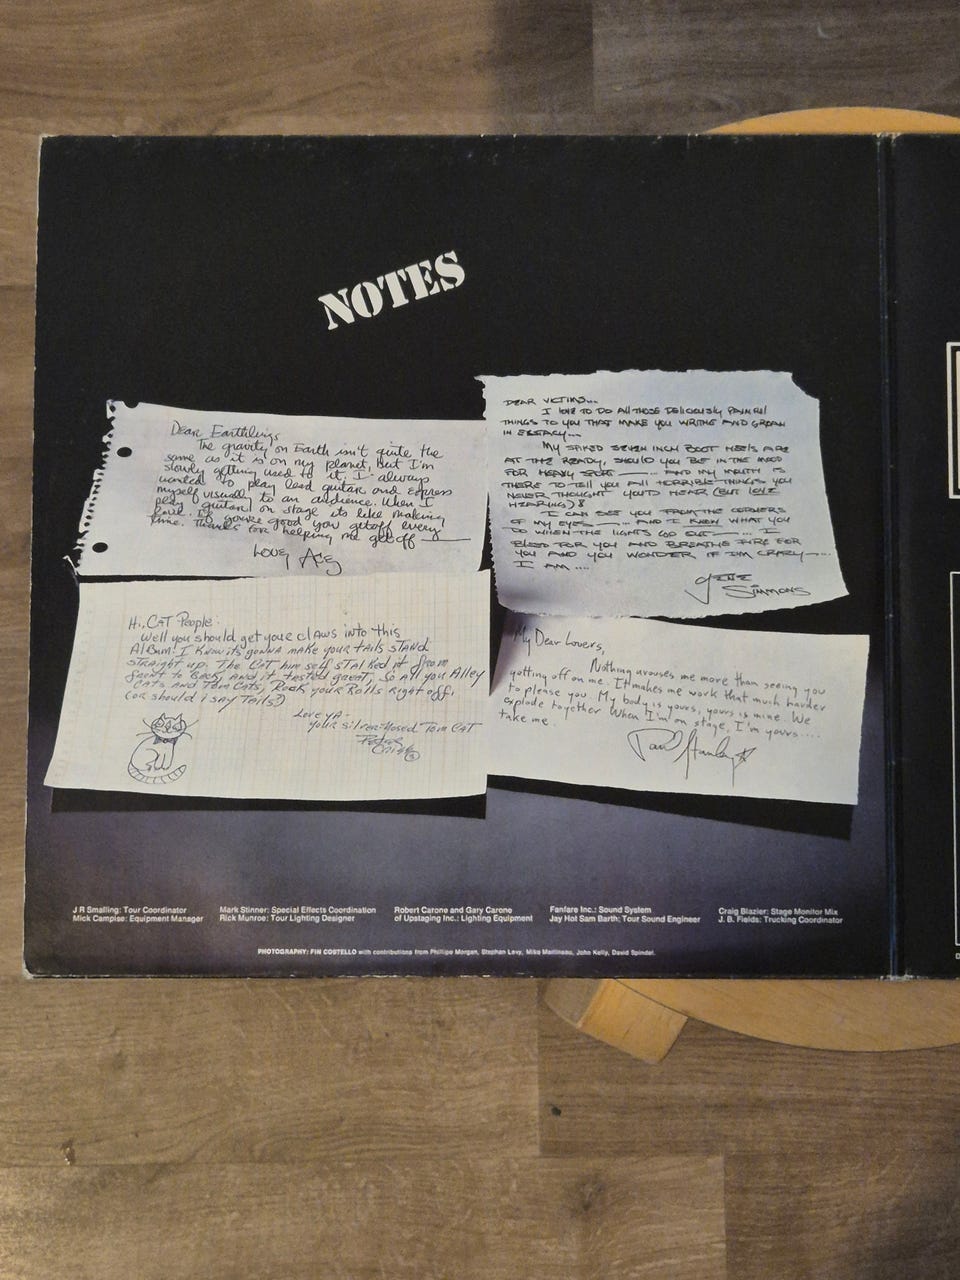 NOTES
Dear Earthlings
The gravity on Earth isn't quite the
same as it is on my planet, but I'm
slowly getting used to it, I always
wanted to play lead guitar and express
myself visually to an audience. When I
play guitar on stage its like making
love. If you're good you getoff every
time. Thanks for helping me get off
Love, Ace
DEAR VICTIMS...
I LOVE TO DO All THOSE DELICIOUSLY PAINFUl
THINGS TO YOU THAT MAKE YOU WRITHE AND GROAN
IN ECSTACY...
MY SPIKED SEVEN INCH BOOT HEELS ARE
AT THE READY, SHOULD YOU BE IN THE MOOD
FOR HEAVY SPORT ... AND MY MOUTH IS
THERE TO TELL YOU All HORRIBLE THINGS YOU
NEVER THOUGHT YOU'D HEAR (BUT LOVE
HEARING)!
I CAN SEE YOU FROM THE CORNERS
OF MY EYES ... AND I KNOW WHAT YOU
DO WHEN THE LIGHTS GO OUT ... I
BLEED FOR YOU AND BREATHE FIRE FOR
YOU AND YOU WONDER IF I'M CRAZY ...
I AM ....
GENE
SIMMONS
Hi, CAT People.
Well you should get your clAws into this
AlBum! I Know its gonna make your tails stAND
straight up. The CAT him self STAlked it from
front to Back, And it tasted great, So All you Alley
CATs and Tom Cats, Rock your Rolls Right off,
(or should i say TAils?)
Love yA -
your silver-Nosed Tom CAT
Peter
Criss
My Dear Lovers,
Nothing arouses me more than seeing you
getting off on me. It makes me work that much harder
to please you. My body is yours, yours is mine. We
explode together When I'm on stage, I'm yours....
take me.
Paul Stanley
J R Smalling: Tour Coordinator
Mick Campise: Equipment Manager
Mark Stinner: Special Effects Coordination
Rick Munroe: Tour Lighting Designer
Robert Carone and Gary Carone
of Upstaging Inc.: Lighting Equipment
Fanfare Inc.: Sound System
Jay Hot Sam Barth: Tour Sound Engineer
Craig Blazier: Stage Monitor Mix
J. B. Fields: Trucking Coordinator
PHOTOGRAPHY: FIN COSTELLO with contributions from Phillipe Morgan, Stephan Levy, Mike Martineau, John Kelly, David Spindel.